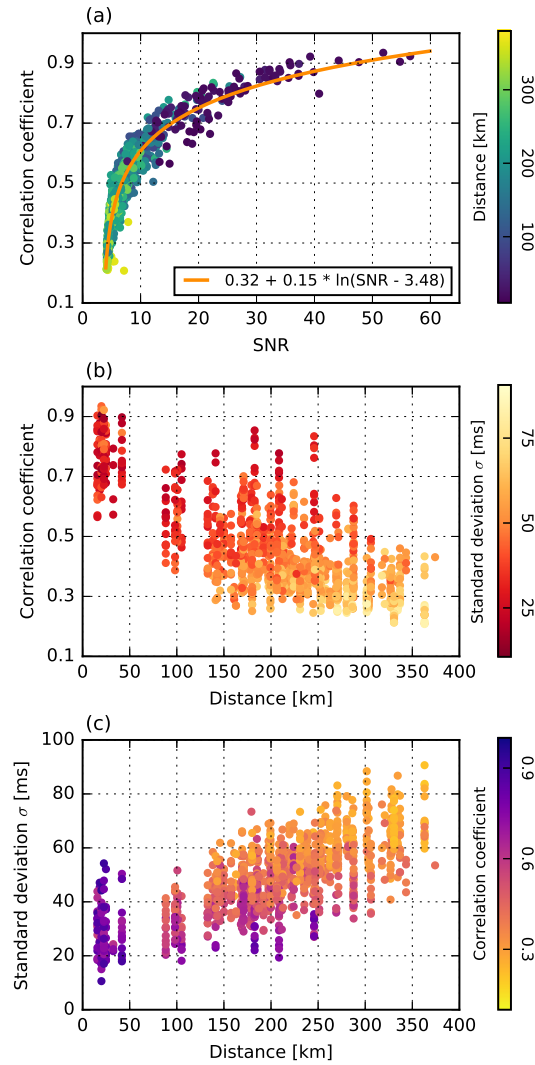 (a)
0.9
0.7
0.5
0.3
0.1
Correlation coefficient
0 10 20 30 40 50 60
SNR
0.32 + 0.15 * ln(SNR - 3.48)
300
200
100
Distance [km]
(b)
0.9
0.7
0.5
0.3
0.1
Correlation coefficient
0 50 100 150 200 250 300 350 400
Distance [km]
75
50
25
Standard deviation σ [ms]
(c)
100
80
60
40
20
0
Standard deviation σ [ms]
0 50 100 150 200 250 300 350 400
Distance [km]
0.9
0.6
0.3
Correlation coefficient